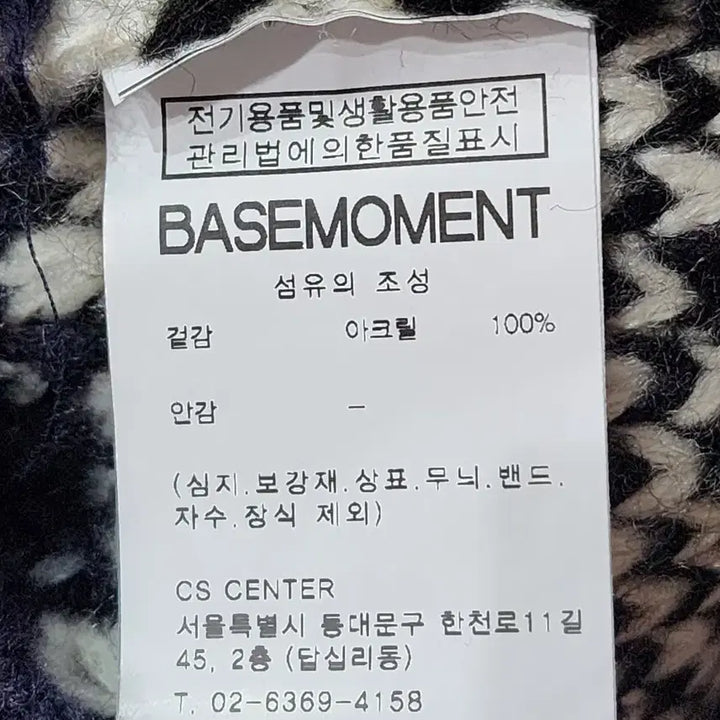 전기용품및생활용품안전
관리법에의한품질표시
BASEMOMENT
섬유의 조성
겉감 아크릴 100%
안감 -
(심지.보강재.상표.무늬.밴드.
자수.장식 제외)
CS CENTER
서울특별시 동대문구 한천로11길
45, 2층 (답십리동)
T. 02-6369-4158